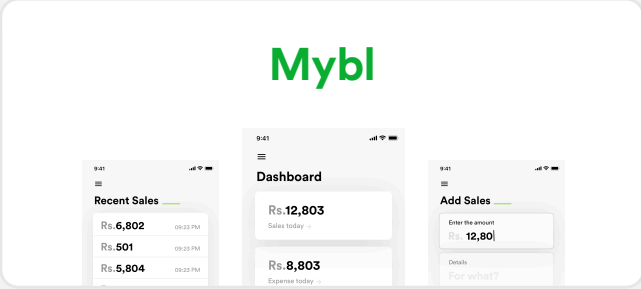 Mybl
9:41
Recent Sales
Rs.6,802 09:23 PM
Rs.501 09:23 PM
Rs.5,804 09:23 PM
9:41
Dashboard
Rs.12,803
Sales today →
Rs.8,803
Expense today →
9:41
Add Sales
Enter the amount
Rs. 12,80
Details
For what?